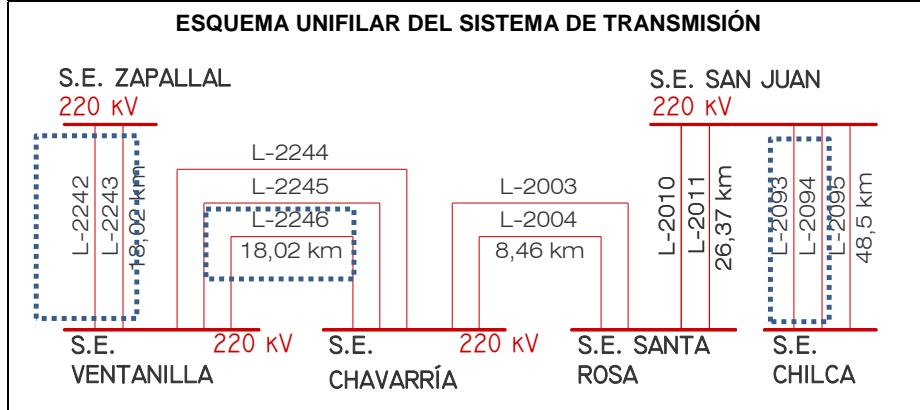 ESQUEMA UNIFILAR DEL SISTEMA DE TRANSMISIÓN
S.E. ZAPALLAL
220 KV
S.E. SAN JUAN
220 KV
L-2242
L-2243
18,02 km
L-2244
L-2245
L-2246
18,02 km
L-2003
L-2004
8,46 km
L-2010
L-2011
26,37 km
L-2093
L-2094
L-2095
48,5 km
S.E.
VENTANILLA
220 KV
S.E.
CHAVARRÍA
220 KV
S.E. SANTA
ROSA
S.E.
CHILCA